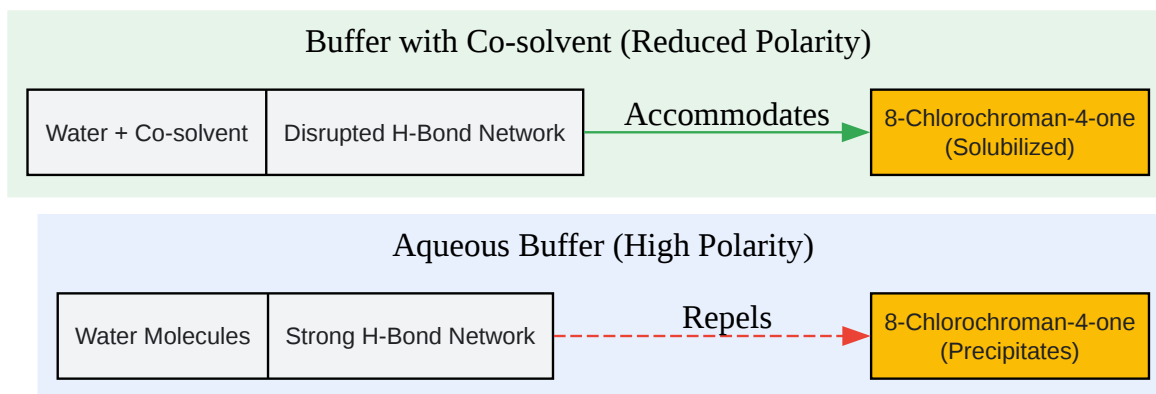 Buffer with Co-solvent (Reduced Polarity)
Water + Co-solvent
Disrupted H-Bond Network
Accommodates
8-Chlorochroman-4-one
(Solubilized)
Aqueous Buffer (High Polarity)
Water Molecules
Strong H-Bond Network
Repels
8-Chlorochroman-4-one
(Precipitates)